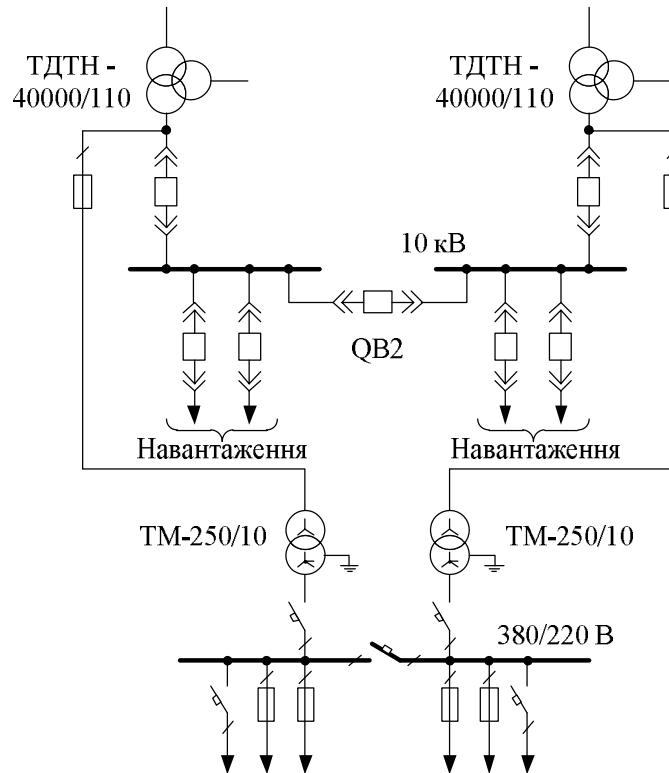 ТДТН -
40000/110
ТДТН -
40000/110
10 кВ
QB2
Навантаження
Навантаження
ТМ-250/10
ТМ-250/10
380/220 В